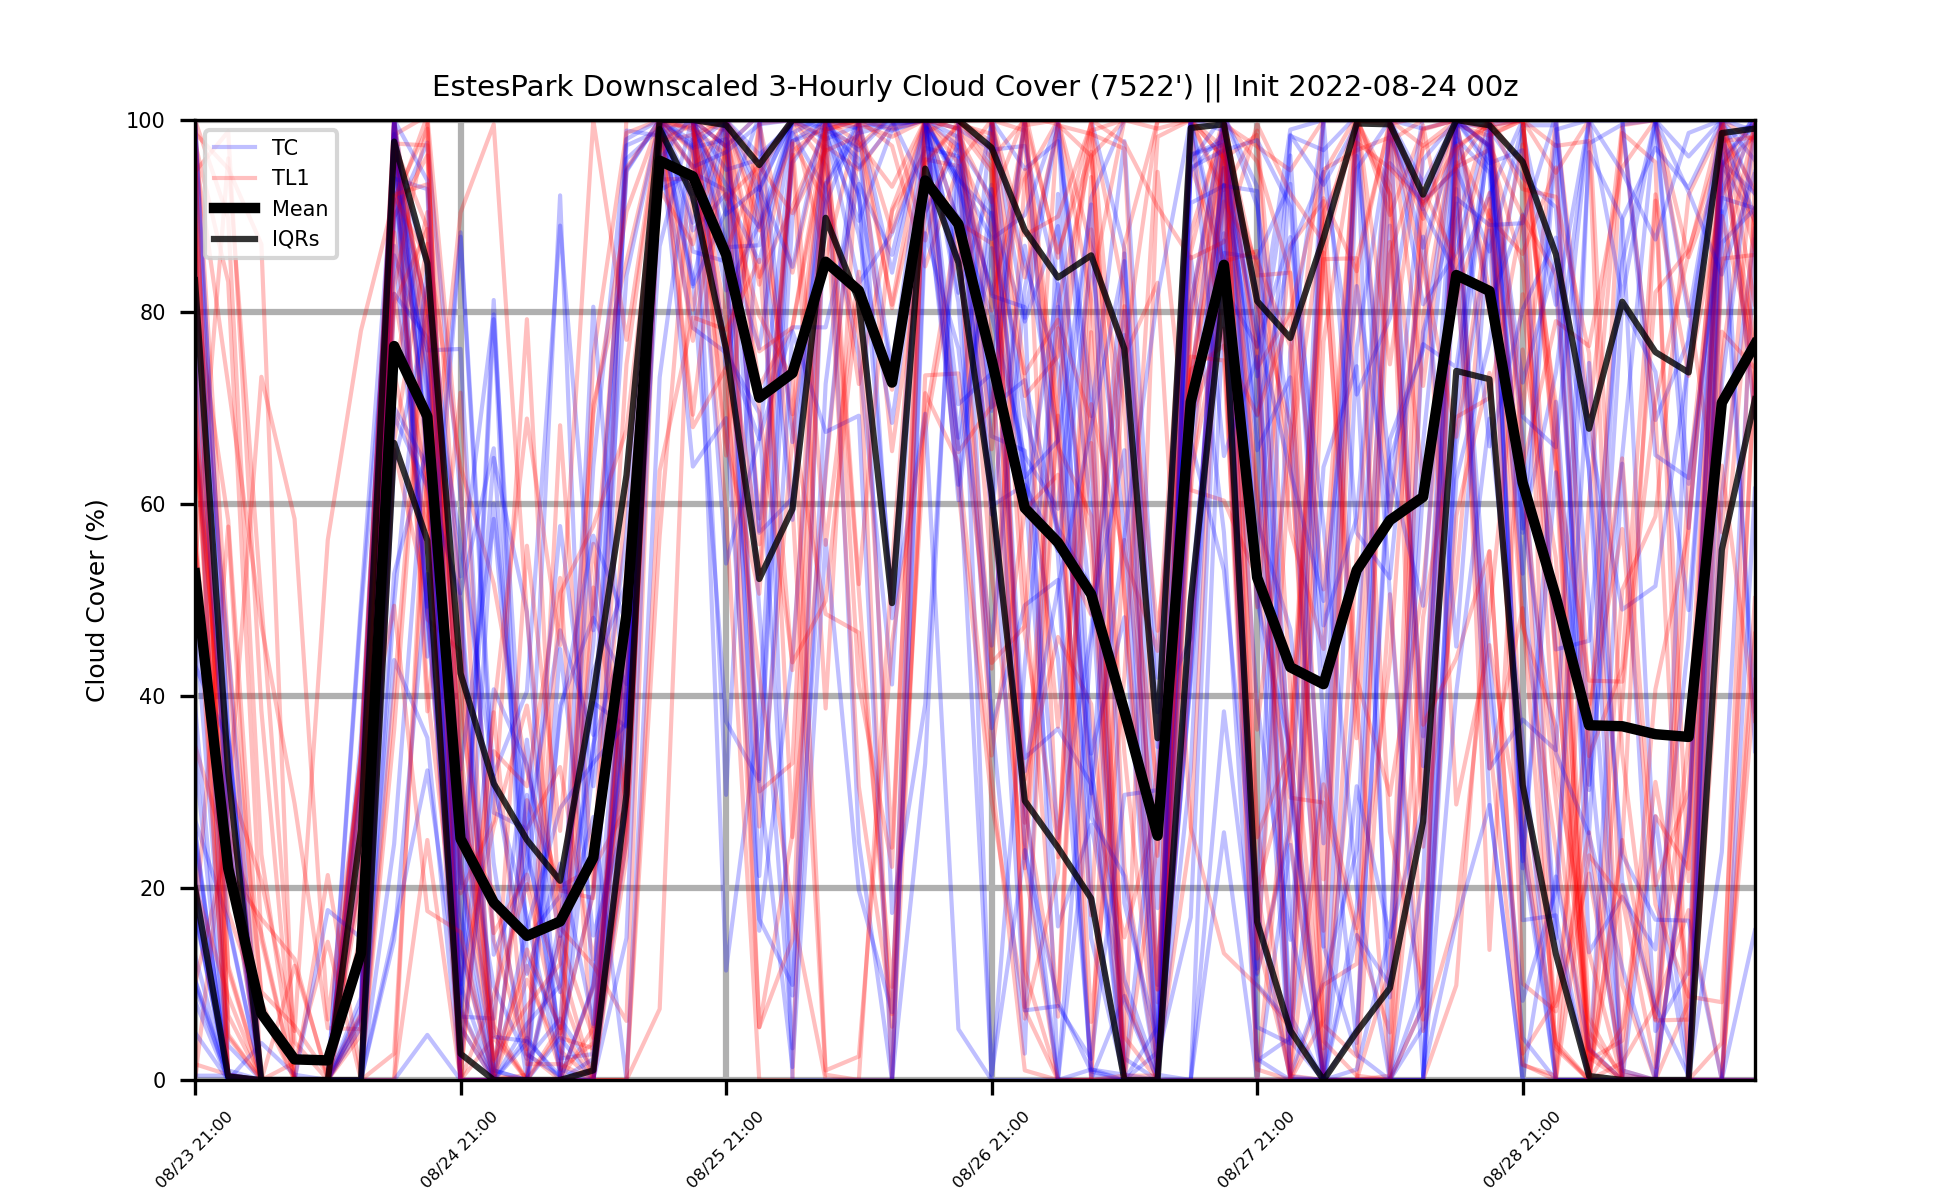 EstesPark Downscaled 3-Hourly Cloud Cover (7522') || Init 2022-08-24 00z
TC
TL1
Mean
IQRs
Cloud Cover (%)
100
80
60
40
20
0
08/23 21:00
08/24 21:00
08/25 21:00
08/26 21:00
08/27 21:00
08/28 21:00